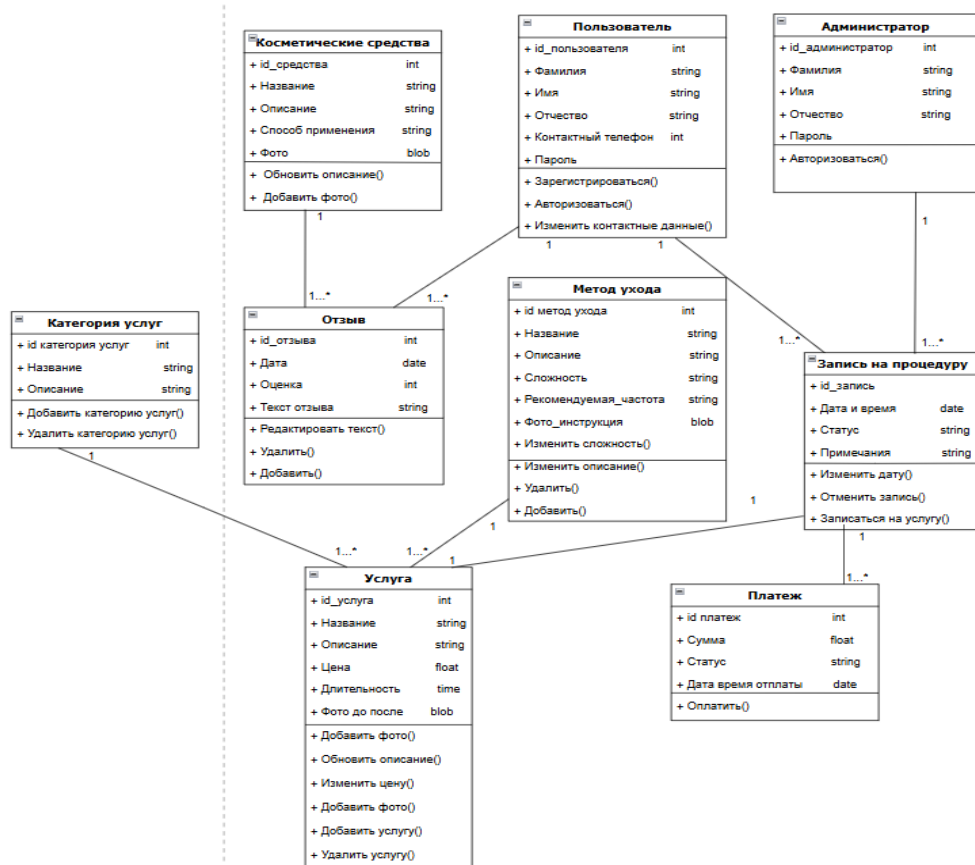 Косметические средства
+ id_средства int
+ Название string
+ Описание string
+ Способ применения string
+ Фото blob
+ Обновить описание()
+ Добавить фото()
1
1...*
Пользователь
+ id_пользователя int
+ Фамилия string
+ Имя string
+ Отчество string
+ Контактный телефон int
+ Пароль
+ Зарегистрироваться()
+ Авторизоваться()
+ Изменить контактные данные()
1
1
1...*
1...*
Администратор
+ id_администратор int
+ Фамилия string
+ Имя string
+ Отчество string
+ Пароль
+ Авторизоваться()
1
1...*
Категория услуг
+ id категория услуг int
+ Название string
+ Описание string
+ Добавить категорию услуг()
+ Удалить категорию услуг()
1
1...*
Отзыв
+ id_отзыва int
+ Дата date
+ Оценка int
+ Текст отзыва string
+ Редактировать текст()
+ Удалить()
+ Добавить()
Метод ухода
+ id метод ухода int
+ Название string
+ Описание string
+ Сложность string
+ Рекомендуемая_частота string
+ Фото_инструкция blob
+ Изменить сложность()
+ Изменить описание()
+ Удалить()
+ Добавить()
1
1...*
Запись на процедуру
+ id_запись
+ Дата и время date
+ Статус string
+ Примечания string
+ Изменить дату()
+ Отменить запись()
+ Записаться на услугу()
1
1
1
1...*
Услуга
+ id_услуга int
+ Название string
+ Описание string
+ Цена float
+ Длительность time
+ Фото до после blob
+ Добавить фото()
+ Обновить описание()
+ Изменить цену()
+ Добавить фото()
+ Добавить услугу()
+ Удалить услугу()
Платеж
+ id платеж int
+ Сумма float
+ Статус string
+ Дата время отплаты date
+ Оплатить()